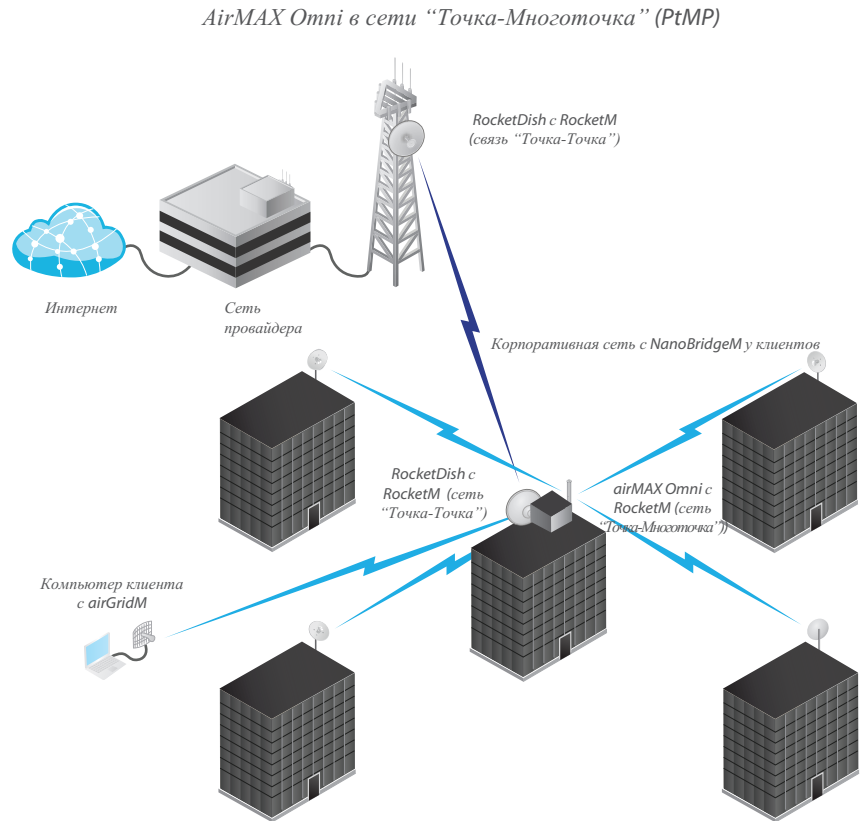 AirMAX Omni в сети “Точка-Многоточка” (PtMP)
RocketDish с RocketM
(связь “Точка-Точка”)
Интернет
Сеть
провайдера
Корпоративная сеть с NanoBridgeM у клиентов
RocketDish с
RocketM (сеть
“Точка-Точка”)
airMAX Omni с
RocketM (сеть
“Точка-Многоточка”))
Компьютер клиента
с airGridM